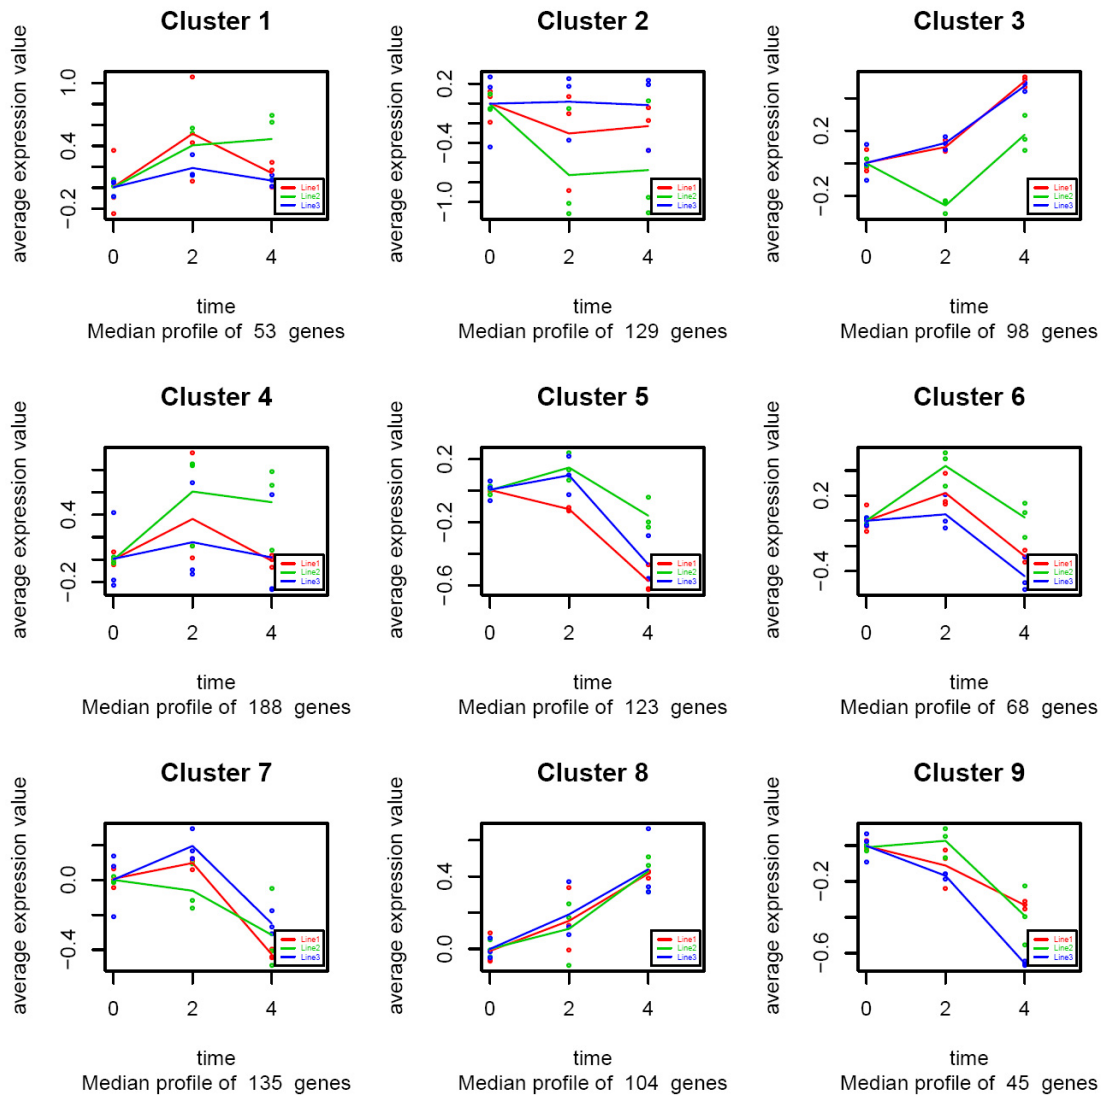 Cluster 1
average expression value
1.0
0.4
−0.2
Line1
Line2
Line3
0 2 4
time
Median profile of 53 genes
Cluster 2
average expression value
0.2
−0.4
−1.0
Line1
Line2
Line3
0 2 4
time
Median profile of 129 genes
Cluster 3
average expression value
0.2
−0.2
Line1
Line2
Line3
0 2 4
time
Median profile of 98 genes
Cluster 4
average expression value
0.4
−0.2
Line1
Line2
Line3
0 2 4
time
Median profile of 188 genes
Cluster 5
average expression value
0.2
−0.2
−0.6
Line1
Line2
Line3
0 2 4
time
Median profile of 123 genes
Cluster 6
average expression value
0.2
−0.4
Line1
Line2
Line3
0 2 4
time
Median profile of 68 genes
Cluster 7
average expression value
0.0
−0.4
Line1
Line2
Line3
0 2 4
time
Median profile of 135 genes
Cluster 8
average expression value
0.4
0.0
Line1
Line2
Line3
0 2 4
time
Median profile of 104 genes
Cluster 9
average expression value
−0.2
−0.6
Line1
Line2
Line3
0 2 4
time
Median profile of 45 genes